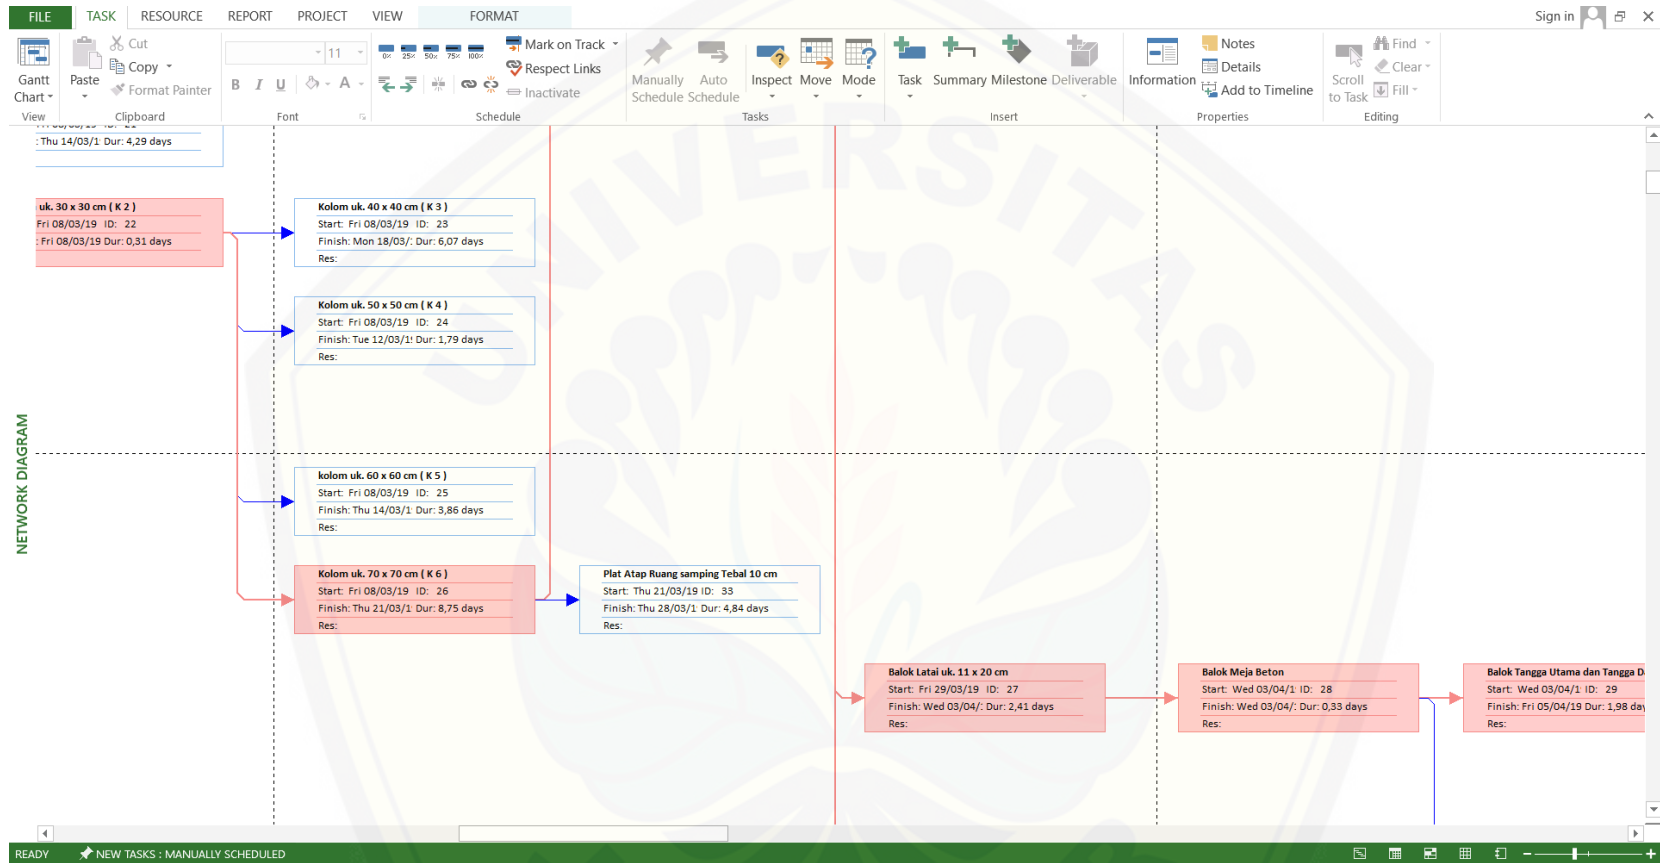 FILE TASK RESOURCE REPORT PROJECT VIEW FORMAT Sign in
Gantt Chart
View
Paste
Cut
Copy
Format Painter
Clipboard
11
B I U A
Font
0% 25% 50% 75% 100%
Mark on Track
Respect Links
Inactivate
Schedule
Manually Schedule
Auto Schedule
Inspect
Move
Mode
Tasks
Task
Summary
Milestone
Deliverable
Insert
Information
Notes
Details
Add to Timeline
Properties
Scroll to Task
Find
Clear
Fill
Editing
UNIVERSITAS
NETWORK DIAGRAM
: Thu 14/03/1 Dur: 4,29 days
uk. 30 x 30 cm ( K 2 )
Fri 08/03/19 ID: 22
: Fri 08/03/19 Dur: 0,31 days
Kolom uk. 40 x 40 cm ( K 3 )
Start: Fri 08/03/19 ID: 23
Finish: Mon 18/03/: Dur: 6,07 days
Res:
Kolom uk. 50 x 50 cm ( K 4 )
Start: Fri 08/03/19 ID: 24
Finish: Tue 12/03/1! Dur: 1,79 days
Res:
kolom uk. 60 x 60 cm ( K 5 )
Start: Fri 08/03/19 ID: 25
Finish: Thu 14/03/1 Dur: 3,86 days
Res:
Kolom uk. 70 x 70 cm ( K 6 )
Start: Fri 08/03/19 ID: 26
Finish: Thu 21/03/1 Dur: 8,75 days
Res:
Plat Atap Ruang samping Tebal 10 cm
Start: Thu 21/03/19 ID: 33
Finish: Thu 28/03/1 Dur: 4,84 days
Res:
Balok Latai uk. 11 x 20 cm
Start: Fri 29/03/19 ID: 27
Finish: Wed 03/04/: Dur: 2,41 days
Res:
Balok Meja Beton
Start: Wed 03/04/1 ID: 28
Finish: Wed 03/04/: Dur: 0,33 days
Res:
Balok Tangga Utama dan Tangga D
Start: Wed 03/04/1 ID: 29
Finish: Fri 05/04/19 Dur: 1,98 day
Res:
READY NEW TASKS : MANUALLY SCHEDULED